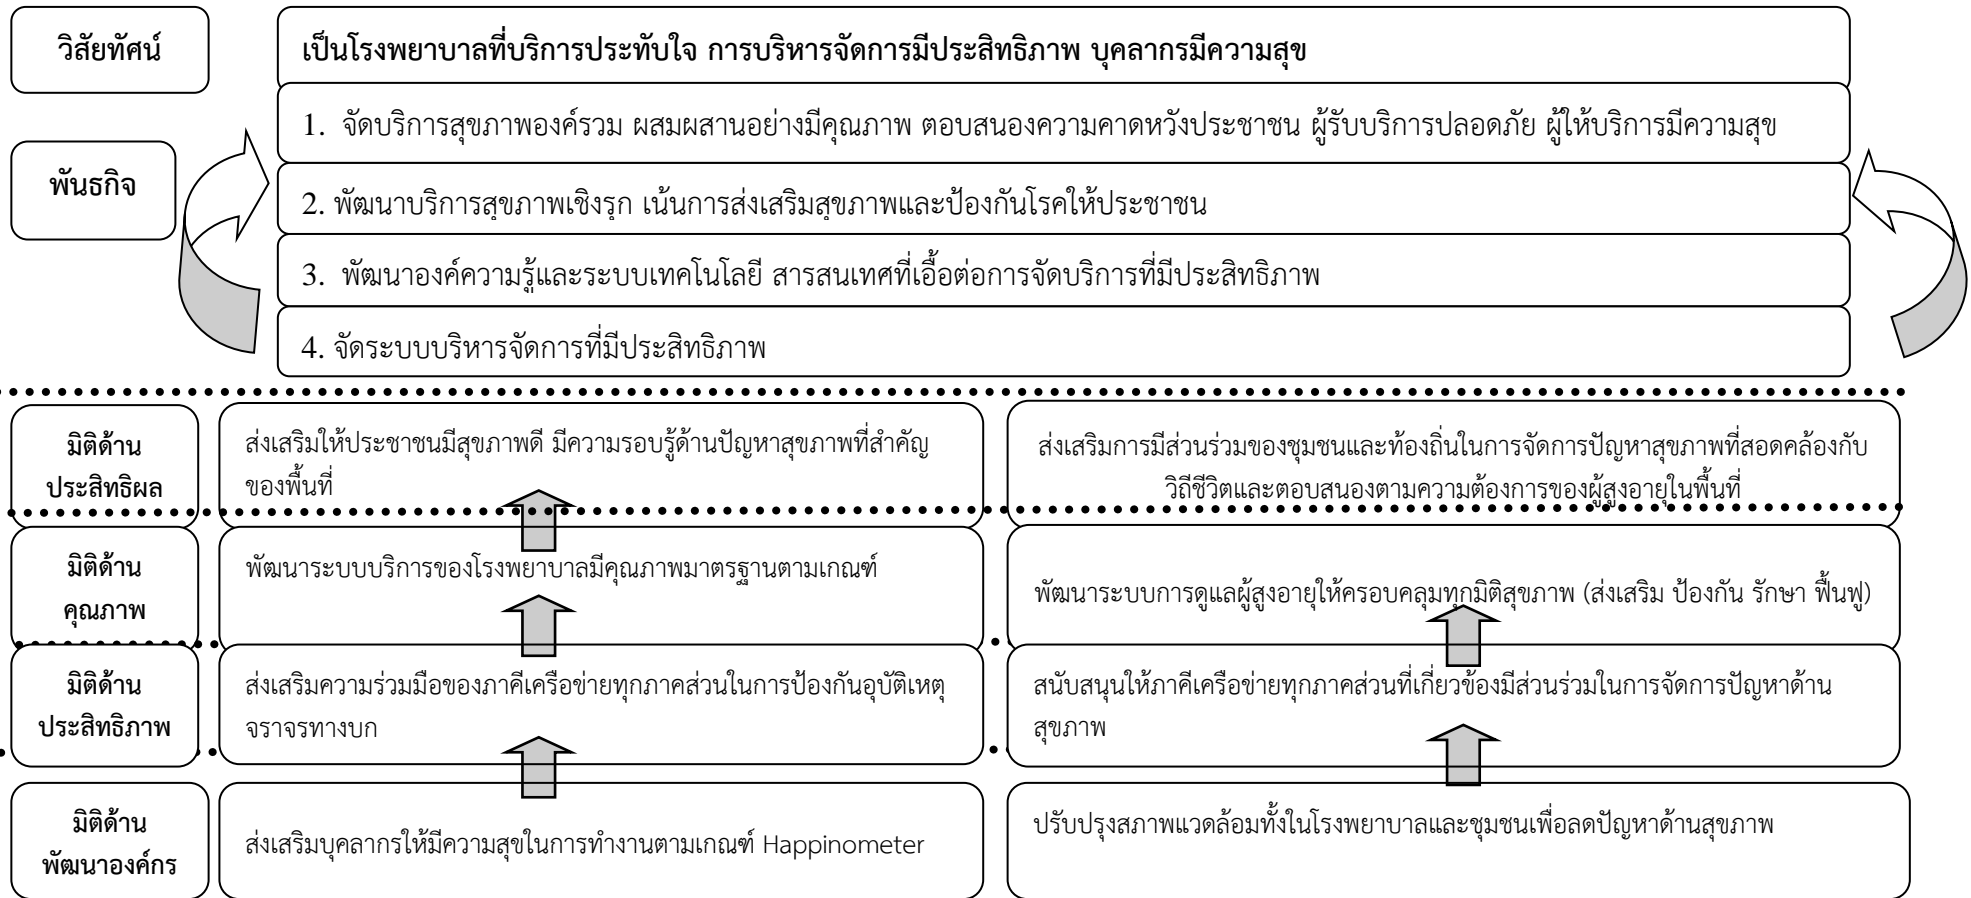 วิสัยทัศน์
เป็นโรงพยาบาลที่บริการประทับใจ การบริหารจัดการมีประสิทธิภาพ บุคลากรมีความสุข
พันธกิจ
1. จัดบริการสุขภาพองค์รวม ผสมผสานอย่างมีคุณภาพ ตอบสนองความคาดหวังประชาชน ผู้รับบริการปลอดภัย ผู้ให้บริการมีความสุข
2. พัฒนาบริการสุขภาพเชิงรุก เน้นการส่งเสริมสุขภาพและป้องกันโรคให้ประชาชน
3. พัฒนาองค์ความรู้และระบบเทคโนโลยี สารสนเทศที่เอื้อต่อการจัดบริการที่มีประสิทธิภาพ
4. จัดระบบบริหารจัดการที่มีประสิทธิภาพ
มิติด้าน
ประสิทธิผล
ส่งเสริมให้ประชาชนมีสุขภาพดี มีความรอบรู้ด้านปัญหาสุขภาพที่สำคัญ
ของพื้นที่
ส่งเสริมการมีส่วนร่วมของชุมชนและท้องถิ่นในการจัดการปัญหาสุขภาพที่สอดคล้องกับ
วิถีชีวิตและตอบสนองตามความต้องการของผู้สูงอายุในพื้นที่
มิติด้าน
คุณภาพ
พัฒนาระบบบริการของโรงพยาบาลมีคุณภาพมาตรฐานตามเกณฑ์
พัฒนาระบบการดูแลผู้สูงอายุให้ครอบคลุมทุกมิติสุขภาพ (ส่งเสริม ป้องกัน รักษา ฟื้นฟู)
มิติด้าน
ประสิทธิภาพ
ส่งเสริมความร่วมมือของภาคีเครือข่ายทุกภาคส่วนในการป้องกันอุบัติเหตุ
จราจรทางบก
สนับสนุนให้ภาคีเครือข่ายทุกภาคส่วนที่เกี่ยวข้องมีส่วนร่วมในการจัดการปัญหาด้าน
สุขภาพ
มิติด้าน
พัฒนาองค์กร
ส่งเสริมบุคลากรให้มีความสุขในการทำงานตามเกณฑ์ Happinometer
ปรับปรุงสภาพแวดล้อมทั้งในโรงพยาบาลและชุมชนเพื่อลดปัญหาด้านสุขภาพ